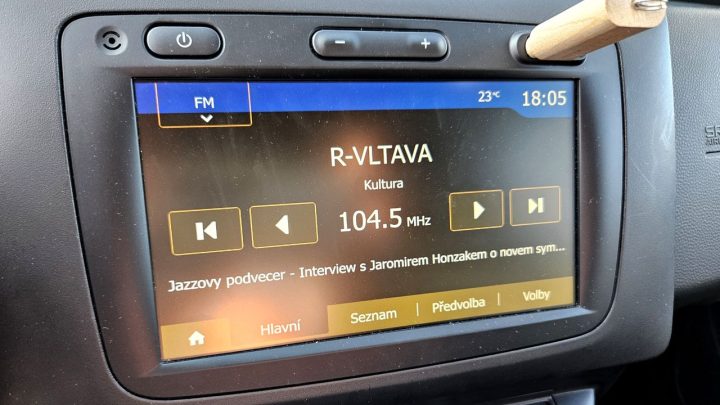 FM
23°C
18:05
R-VLTAVA
Kultura
104.5 MHz
Jazzovy podvecer - Interview s Jaromirem Honzakem o novem sym...
Hlavní
Seznam
Předvolba
Volby